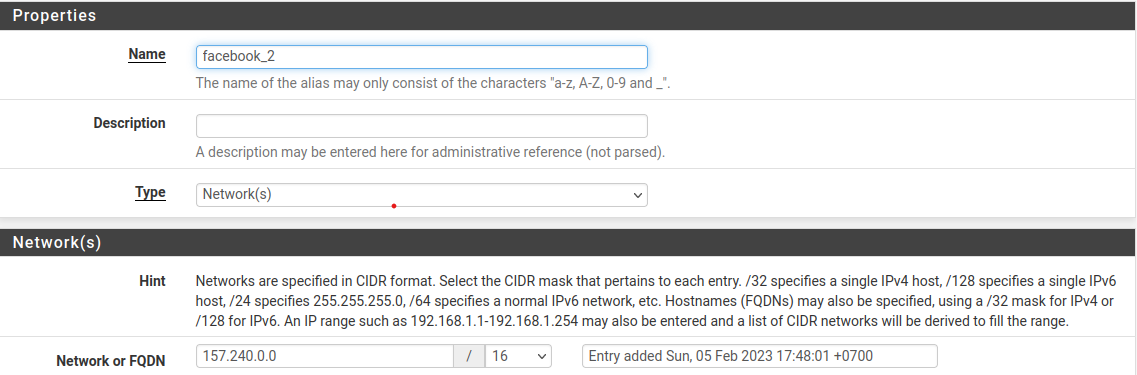 Properties
Name
facebook_2
The name of the alias may only consist of the characters "a-z, A-Z, 0-9 and _".
Description
A description may be entered here for administrative reference (not parsed).
Type
Network(s)
Network(s)
Hint
Networks are specified in CIDR format. Select the CIDR mask that pertains to each entry. /32 specifies a single IPv4 host, /128 specifies a single IPv6
host, /24 specifies 255.255.255.0, /64 specifies a normal IPv6 network, etc. Hostnames (FQDNs) may also be specified, using a /32 mask for IPv4 or
/128 for IPv6. An IP range such as 192.168.1.1-192.168.1.254 may also be entered and a list of CIDR networks will be derived to fill the range.
Network or FQDN
157.240.0.0 / 16 Entry added Sun, 05 Feb 2023 17:48:01 +0700